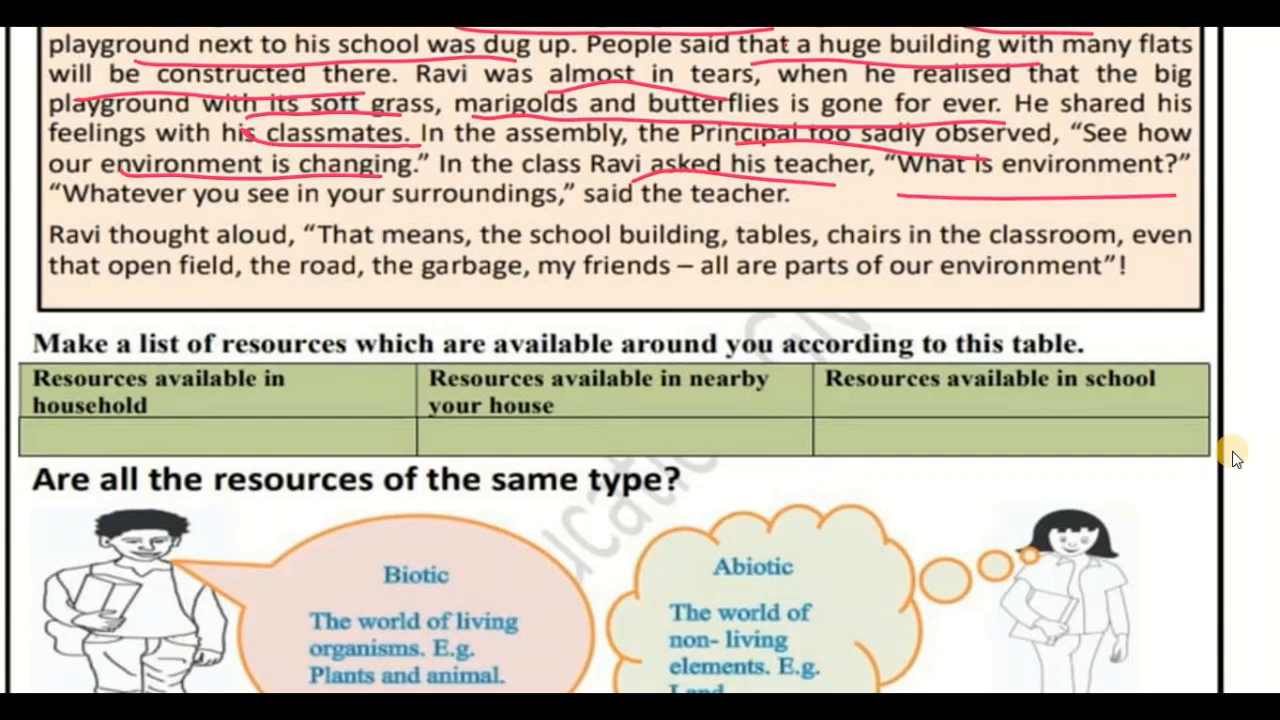 playground next to his school was dug up. People said that a huge building with many flats
will be constructed there. Ravi was almost in tears, when he realised that the big
playground with its soft grass, marigolds and butterflies is gone for ever. He shared his
feelings with his classmates. In the assembly, the Principal too sadly observed, “See how
our environment is changing.” In the class Ravi asked his teacher, “What is environment?”
“Whatever you see in your surroundings,” said the teacher.
Ravi thought aloud, “That means, the school building, tables, chairs in the classroom, even
that open field, the road, the garbage, my friends – all are parts of our environment”!
Make a list of resources which are available around you according to this table.
Resources available in household
Resources available in nearby your house
Resources available in school
Are all the resources of the same type?
Biotic
The world of living
organisms. E.g.
Plants and animal.
Abiotic
The world of
non- living
elements. E.g.
Land